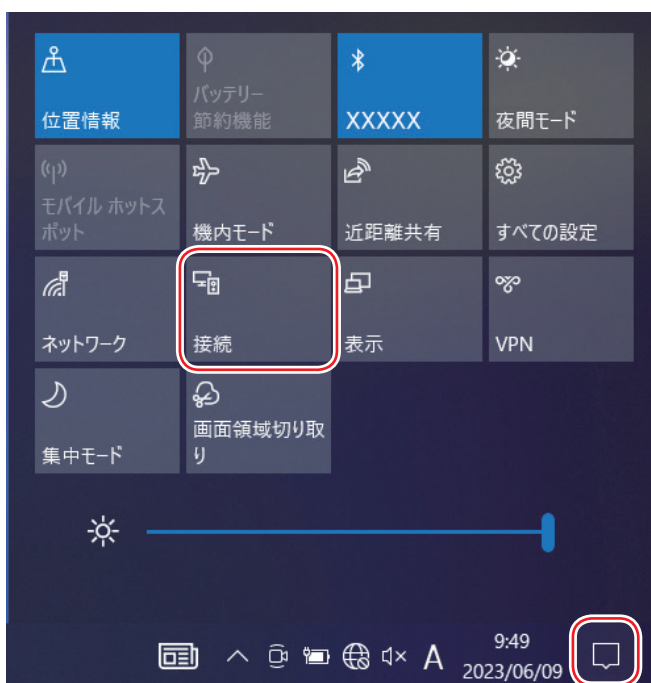 位置情報
バッテリー
節約機能
XXXXX
夜間モード
モバイル ホットス
ポット
機内モード
近距離共有
すべての設定
ネットワーク
接続
表示
VPN
集中モード
画面領域切り取
り
A
9:49
2023/06/09